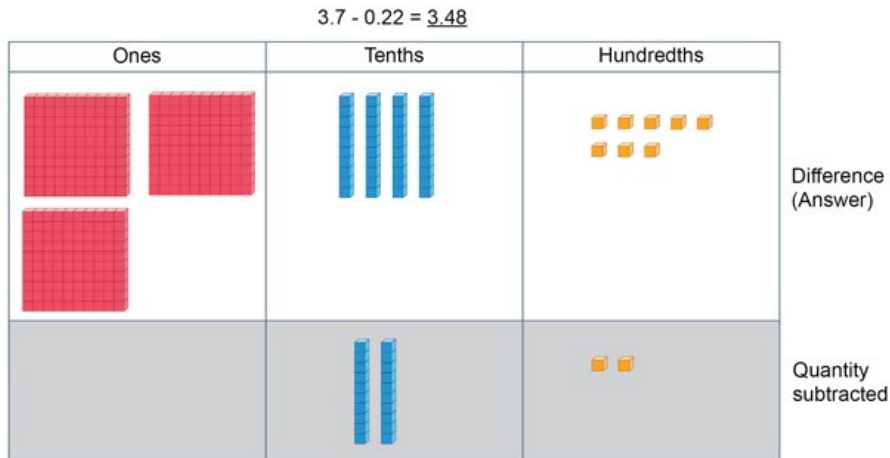 3.7 - 0.22 = 3.48
Ones
Tenths
Hundredths
Difference
(Answer)
Quantity
subtracted